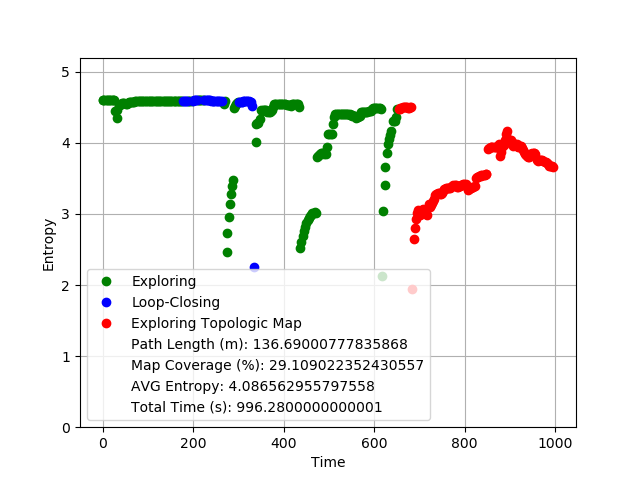 5
4
3
2
1
0
Entropy
Exploring
Loop-Closing
Exploring Topologic Map
Path Length (m): 136.69000777835868
Map Coverage (%): 29.109022352430557
AVG Entropy: 4.086562955797558
Total Time (s): 996.2800000000001
0 200 400 600 800 1000
Time